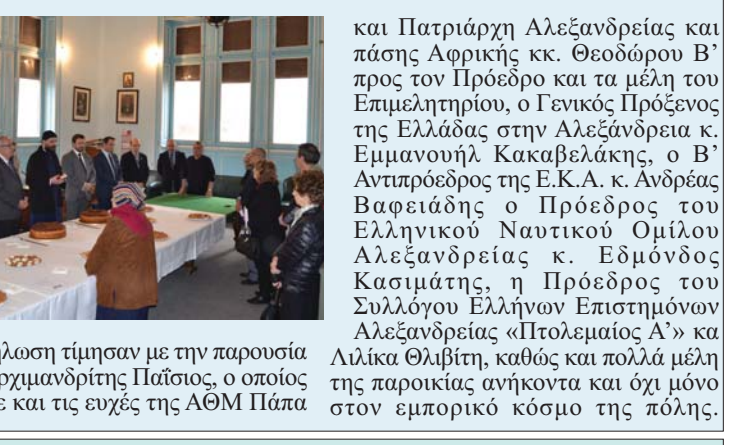 λωση τίμησαν με την παρουσία
ρχιμανδρίτης Παΐσιος, ο οποίος
ε και τις ευχές της ΑΘΜ Πάπα
και Πατριάρχη Αλεξανδρείας και
πάσης Αφρικής κκ. Θεοδώρου Β’
προς τον Πρόεδρο και τα μέλη του
Επιμελητηρίου, ο Γενικός Πρόξενος
της Ελλάδας στην Αλεξάνδρεια κ.
Εμμανουήλ Κακαβελάκης, ο Β’
Αντιπρόεδρος της Ε.Κ.Α. κ. Ανδρέας
Βαφειάδης ο Πρόεδρος του
Ελληνικού Ναυτικού Ομίλου
Αλεξανδρείας κ. Εδμόνδος
Κασιμάτης, η Πρόεδρος του
Συλλόγου Ελλήνων Επιστημόνων
Αλεξανδρείας «Πτολεμαίος Α’» κα
Λιλίκα Θλιβίτη, καθώς και πολλά μέλη
της παροικίας ανήκοντα και όχι μόνο
στον εμπορικό κόσμο της πόλης.